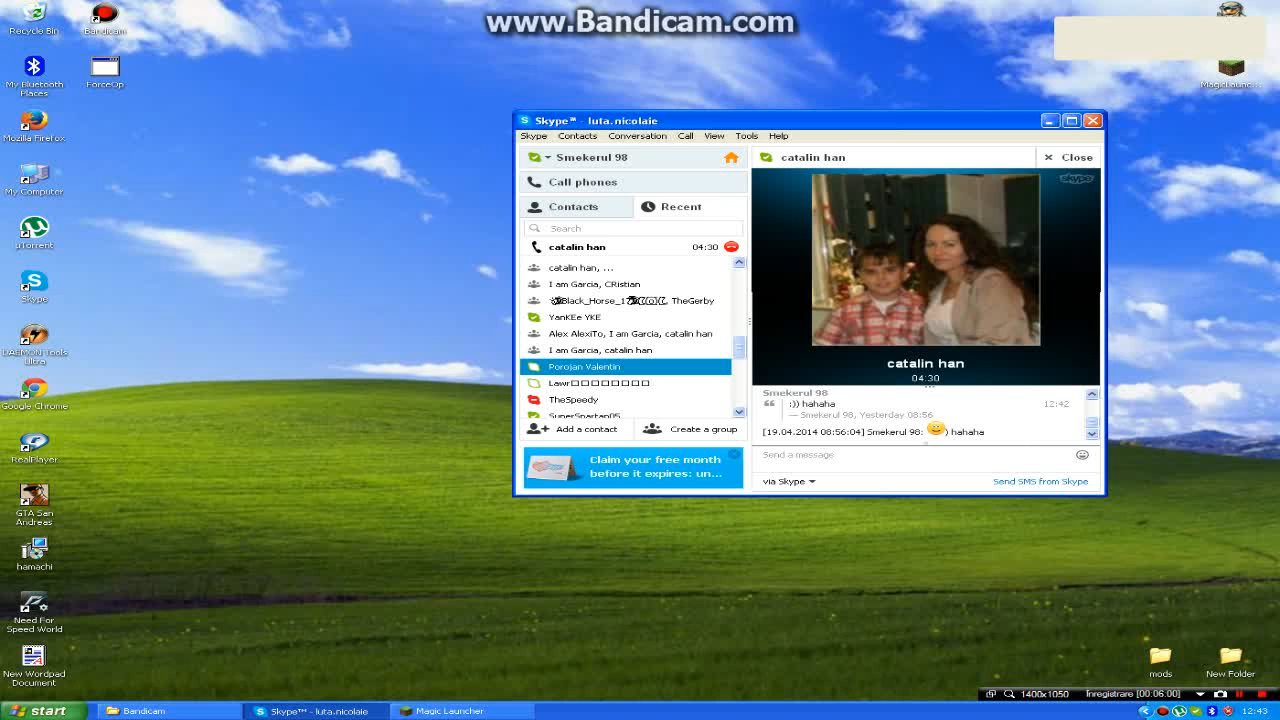 www.Bandicam.com
Recycle Bin
Bandicam
My Bluetooth
Places
ForceOp
Mozilla Firefox
My Computer
uTorrent
Skype
DAEMON Tools
Ultra
Google Chrome
RealPlayer
GTA San
Andreas
hamachi
Need For
Speed World
New Wordpad
Document
MagicLaunc...
Skype™ - luta.nicolaie
Skype Contacts Conversation Call View Tools Help
Smekerul 98
Call phones
Contacts
Recent
Search
catalin han 04:30
catalin han, ...
I am Garcia, CRistian
TheGerby
YanKEe YKE
Alex AlexiTo, I am Garcia, catalin han
I am Garcia, catalin han
Porojan Valentin
Lawr
TheSpeedy
SuperSpartan05
Add a contact
Create a group
Claim your free month
before it expires: un...
catalin han
Close
skype
catalin han
04:30
Smekerul 98
:)) hahaha 12:42
— Smekerul 98, Yesterday 08:56
[19.04.2014 08:56:04] Smekerul 98: ) hahaha
Send a message
via Skype
Send SMS from Skype
mods
New Folder
1400x1050 Inregistrare [00:06.00]
start
Bandicam
Skype™ - luta.nicolaie
Magic Launcher
12:43